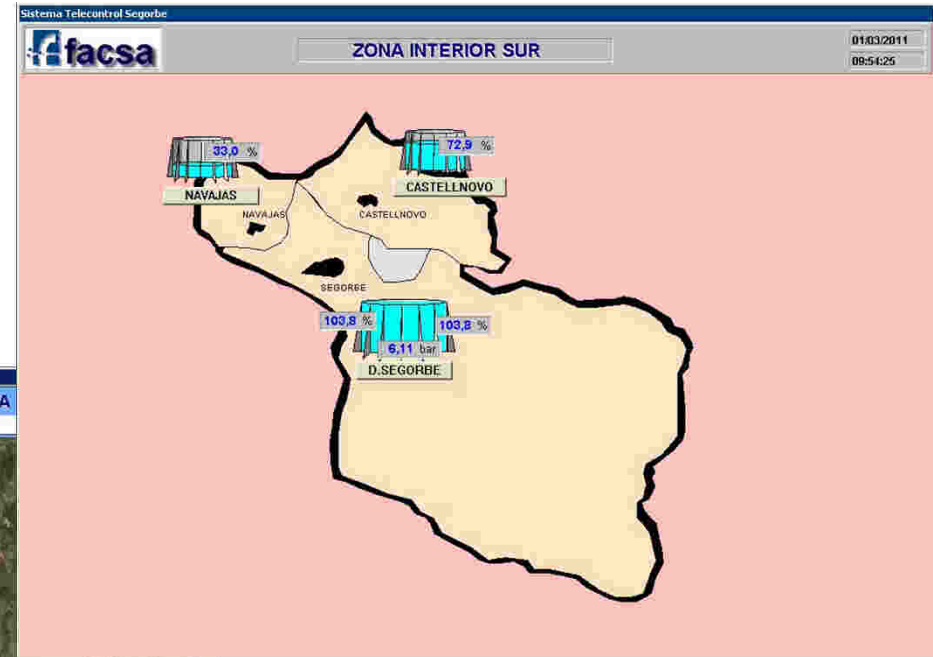 Sistema Telecontrol Segorbe
facsa
ZONA INTERIOR SUR
01/03/2011
09:54:25
33,0 %
72,9 %
NAVAJAS
CASTELLNOVO
NAVAJAS
CASTELLNOVO
SEGORBE
103,8 %
103,8 %
6,11 bar
D.SEGORBE
A